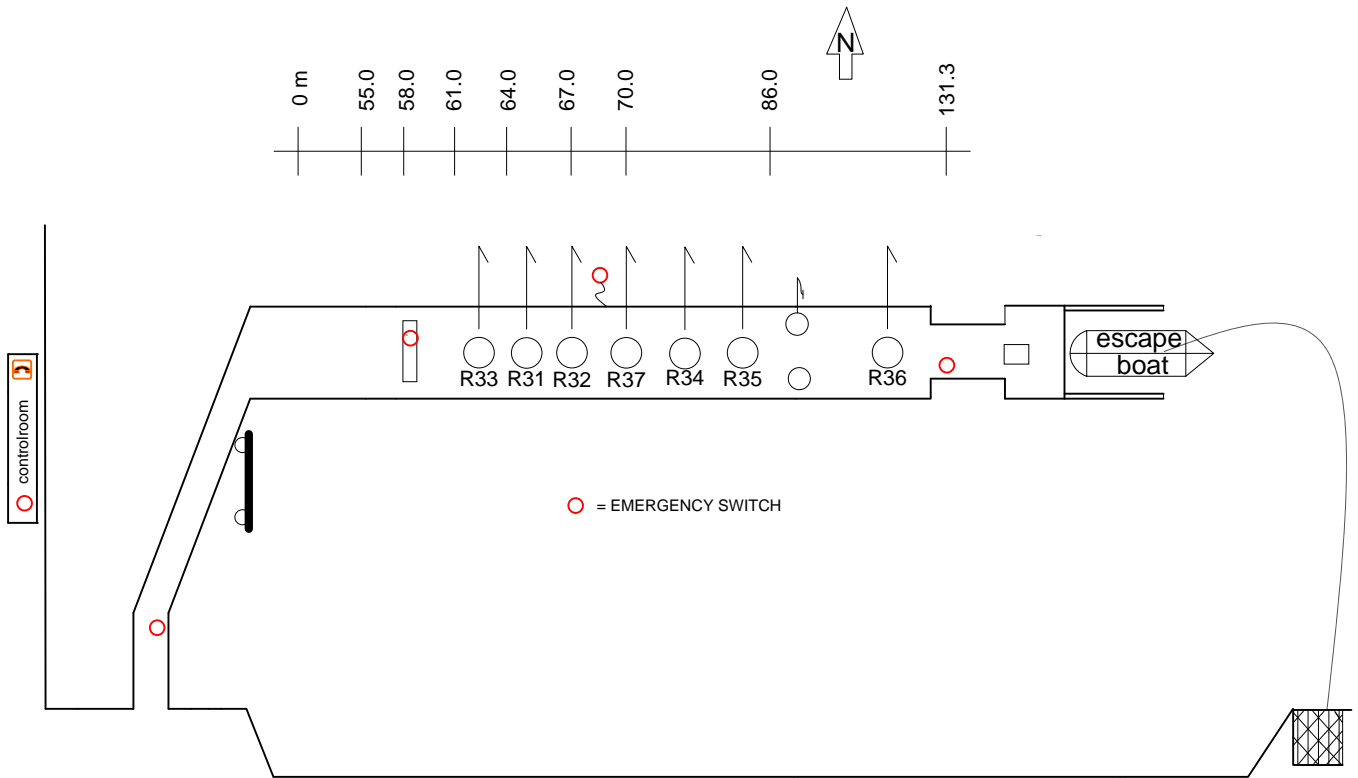 N
0 m
55.0
58.0
61.0
64.0
67.0
70.0
86.0
131.3
escape
boat
R33
R31
R32
R37
R34
R35
R36
controlroom
= EMERGENCY SWITCH